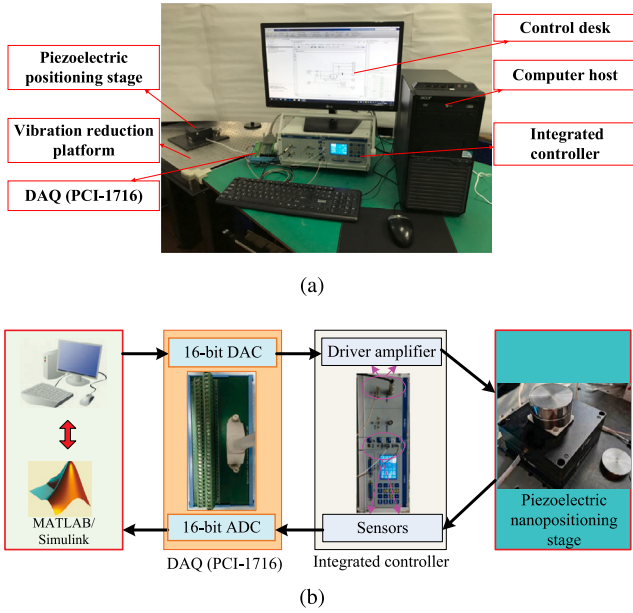 Control desk
Piezoelectric
positioning stage
Computer host
Vibration reduction
platform
Integrated
controller
DAQ (PCI-1716)
(a)
16-bit DAC
Driver amplifier
MATLAB/
Simulink
16-bit ADC
Sensors
Piezoelectric
nanopositioning
stage
DAQ (PCI-1716)
Integrated controller
(b)